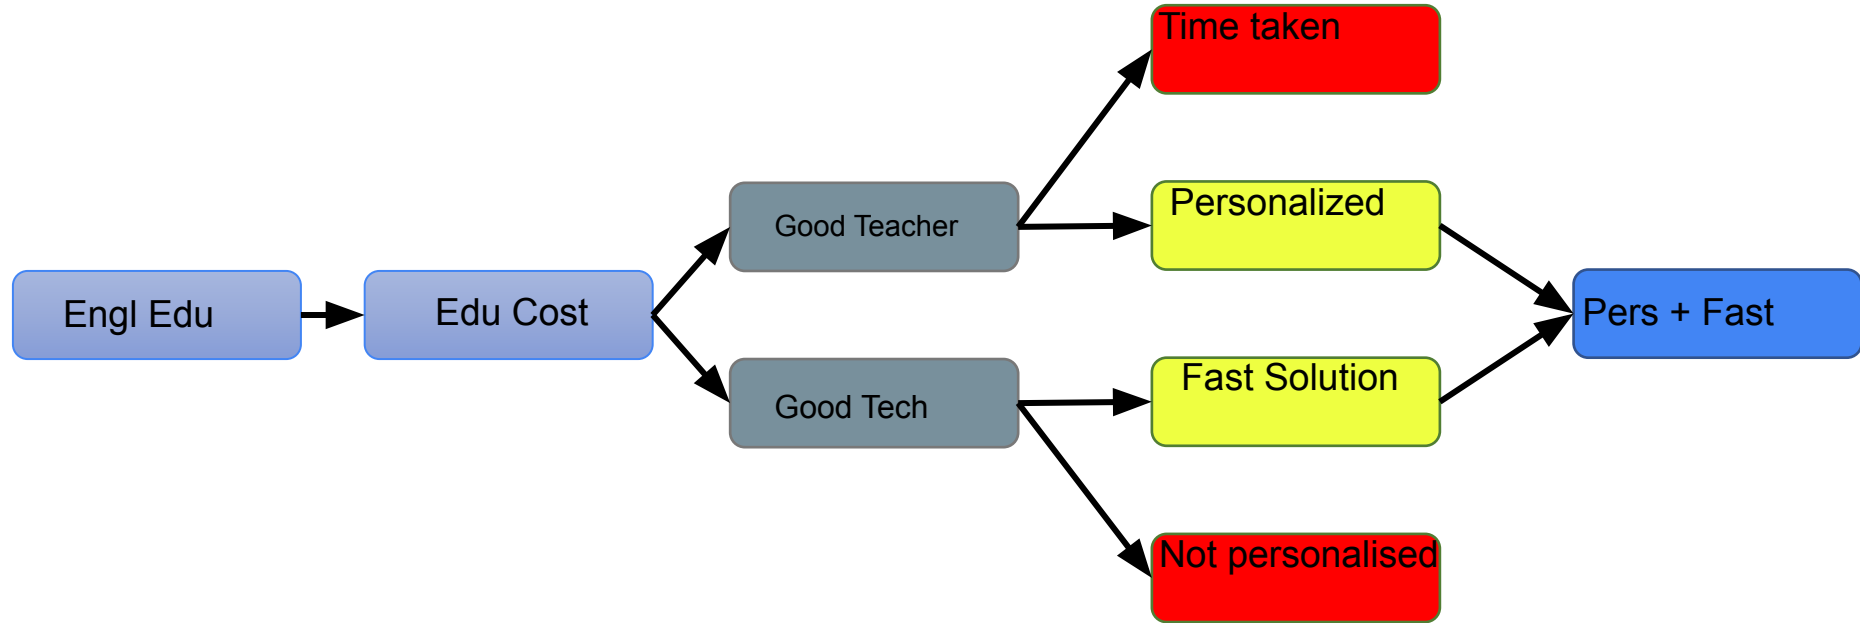 Engl Edu
Edu Cost
Good Teacher
Good Tech
Time taken
Personalized
Fast Solution
Not personalised
Pers + Fast